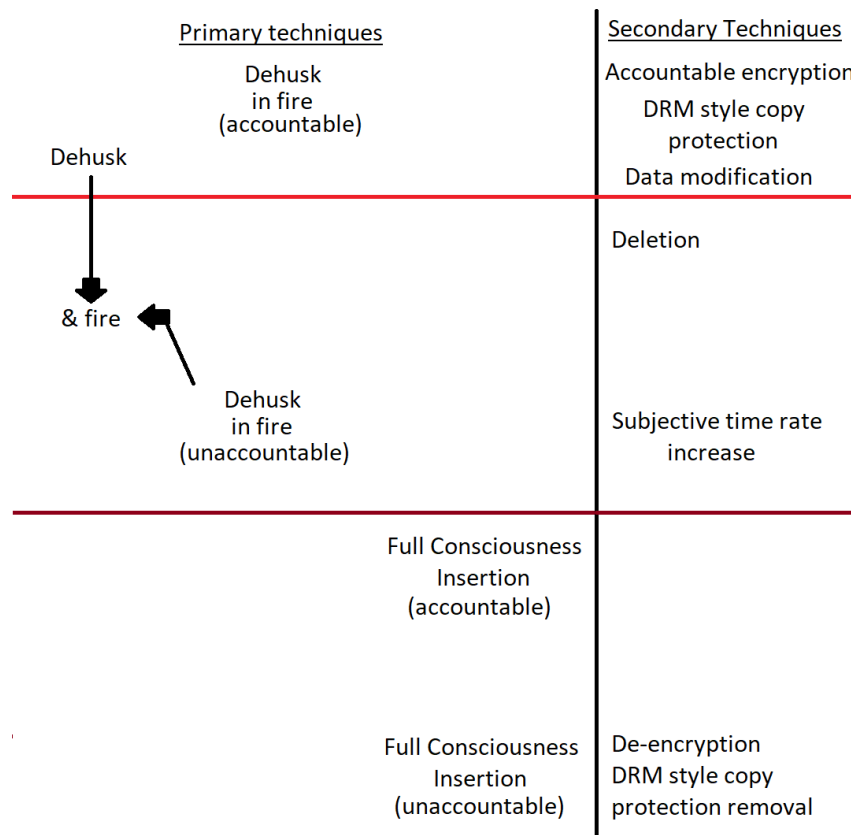 Primary techniques
Dehusk
in fire
(accountable)
Dehusk
& fire
Dehusk
in fire
(unaccountable)
Full Consciousness
Insertion
(accountable)
Full Consciousness
Insertion
(unaccountable)
Secondary Techniques
Accountable encryption
DRM style copy
protection
Data modification
Deletion
Subjective time rate
increase
De-encryption
DRM style copy
protection removal